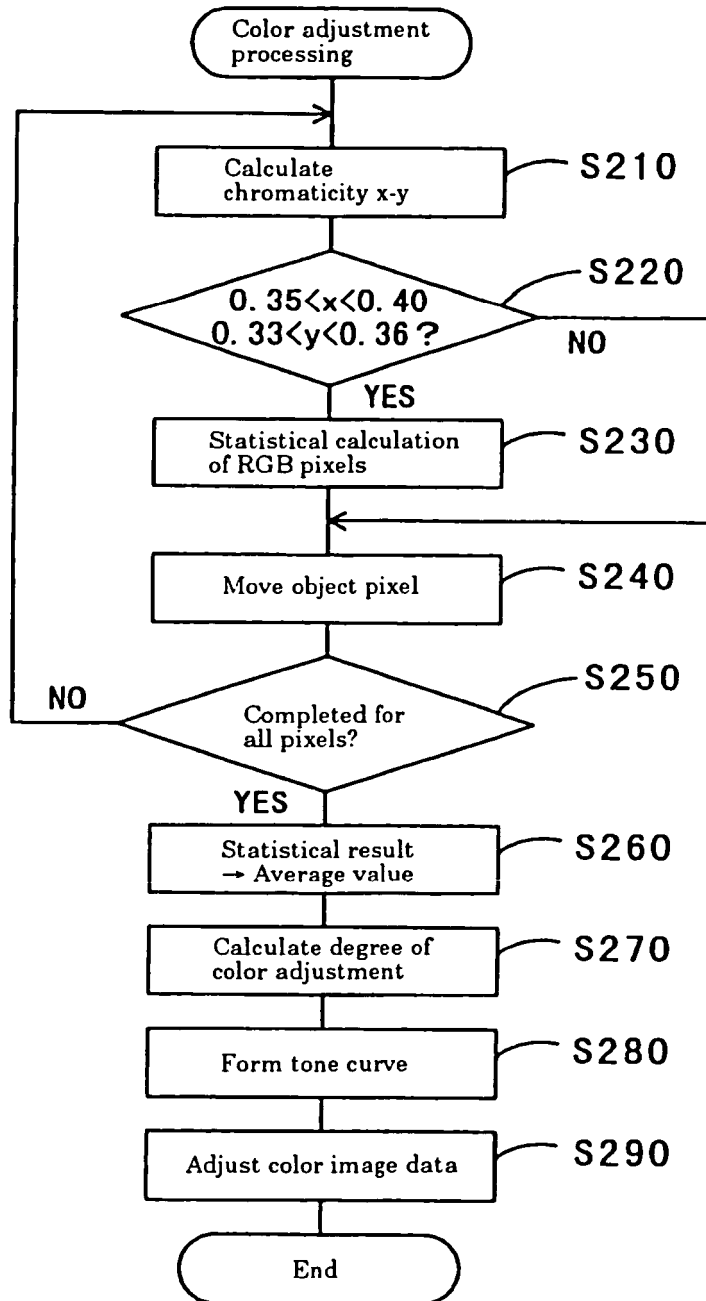 Color adjustment
processing
Calculate
chromaticity x-y
S210
0. 35<x<0. 40
0. 33<y<0. 36?
S220
NO
YES
Statistical calculation
of RGB pixels
S230
Move object pixel
S240
Completed for
all pixels?
S250
NO
YES
Statistical result
→ Average value
S260
Calculate degree of
color adjustment
S270
Form tone curve
S280
Adjust color image data
S290
End